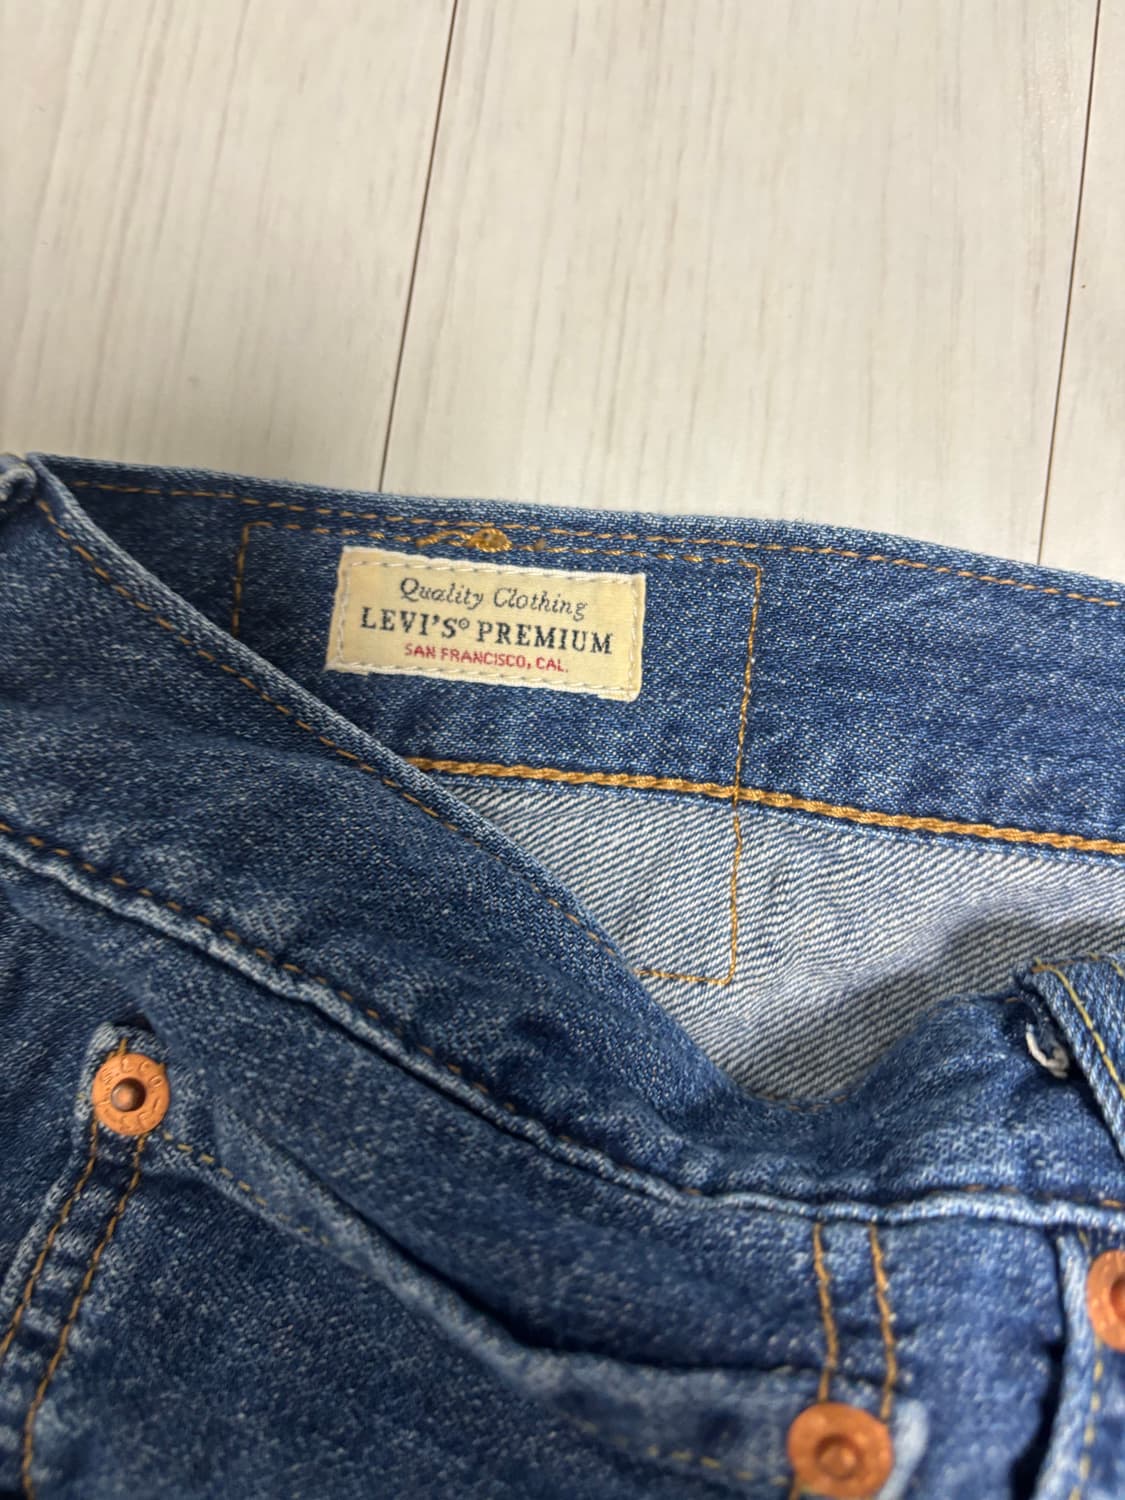 Quality Clothing
LEVI'S® PREMIUM
SAN FRANCISCO, CAL.